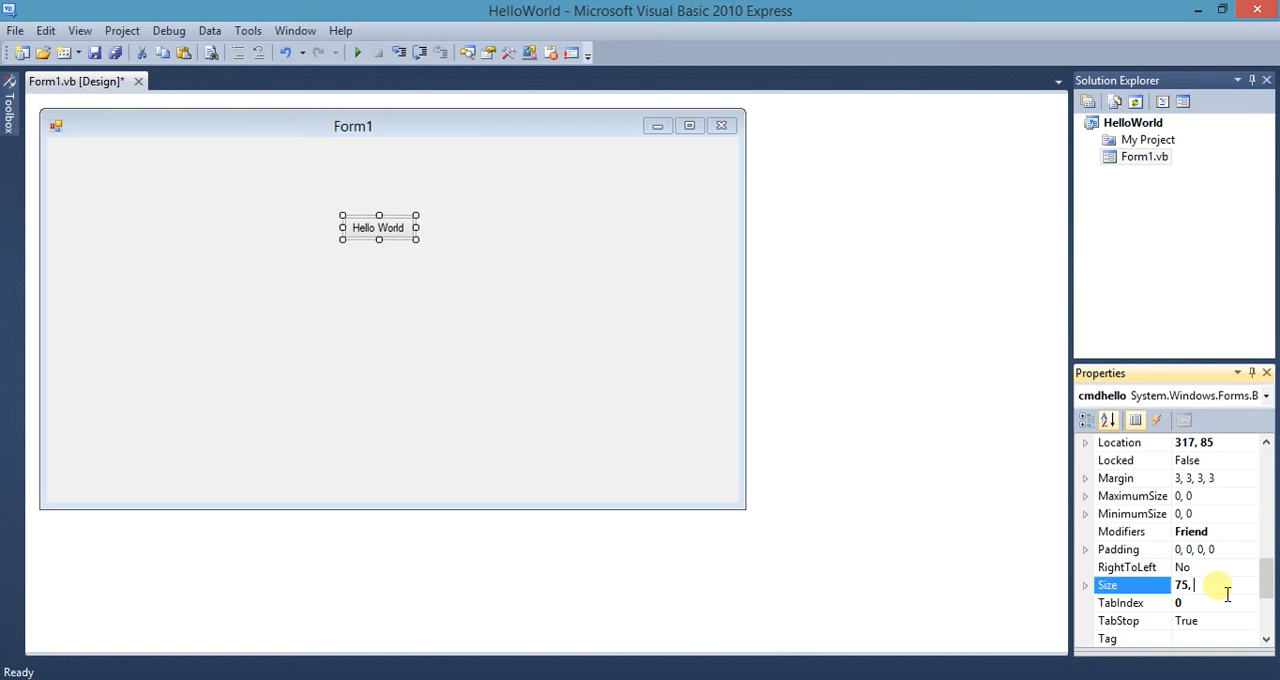 HelloWorld - Microsoft Visual Basic 2010 Express
File Edit View Project Debug Data Tools Window Help
Form1.vb [Design]*
Toolbox
Form1
Hello World
Solution Explorer
HelloWorld
My Project
Form1.vb
Properties
cmdhello System.Windows.Forms.B
Location 317, 85
Locked False
Margin 3, 3, 3, 3
MaximumSize 0, 0
MinimumSize 0, 0
Modifiers Friend
Padding 0, 0, 0, 0
RightToLeft No
Size 75,
TabIndex 0
TabStop True
Tag
Ready